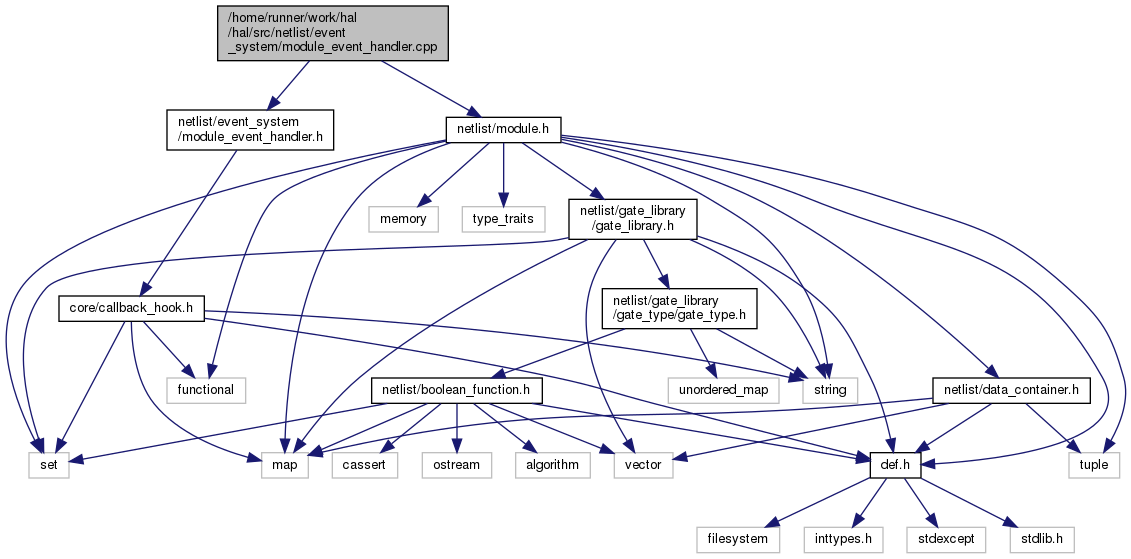 /home/runner/work/hal
/hal/src/netlist/event
_system/module_event_handler.cpp
netlist/event_system
/module_event_handler.h
netlist/module.h
memory
type_traits
netlist/gate_library
/gate_library.h
core/callback_hook.h
netlist/gate_library
/gate_type/gate_type.h
functional
netlist/boolean_function.h
unordered_map
string
netlist/data_container.h
set
map
cassert
ostream
algorithm
vector
def.h
tuple
filesystem
inttypes.h
stdexcept
stdlib.h